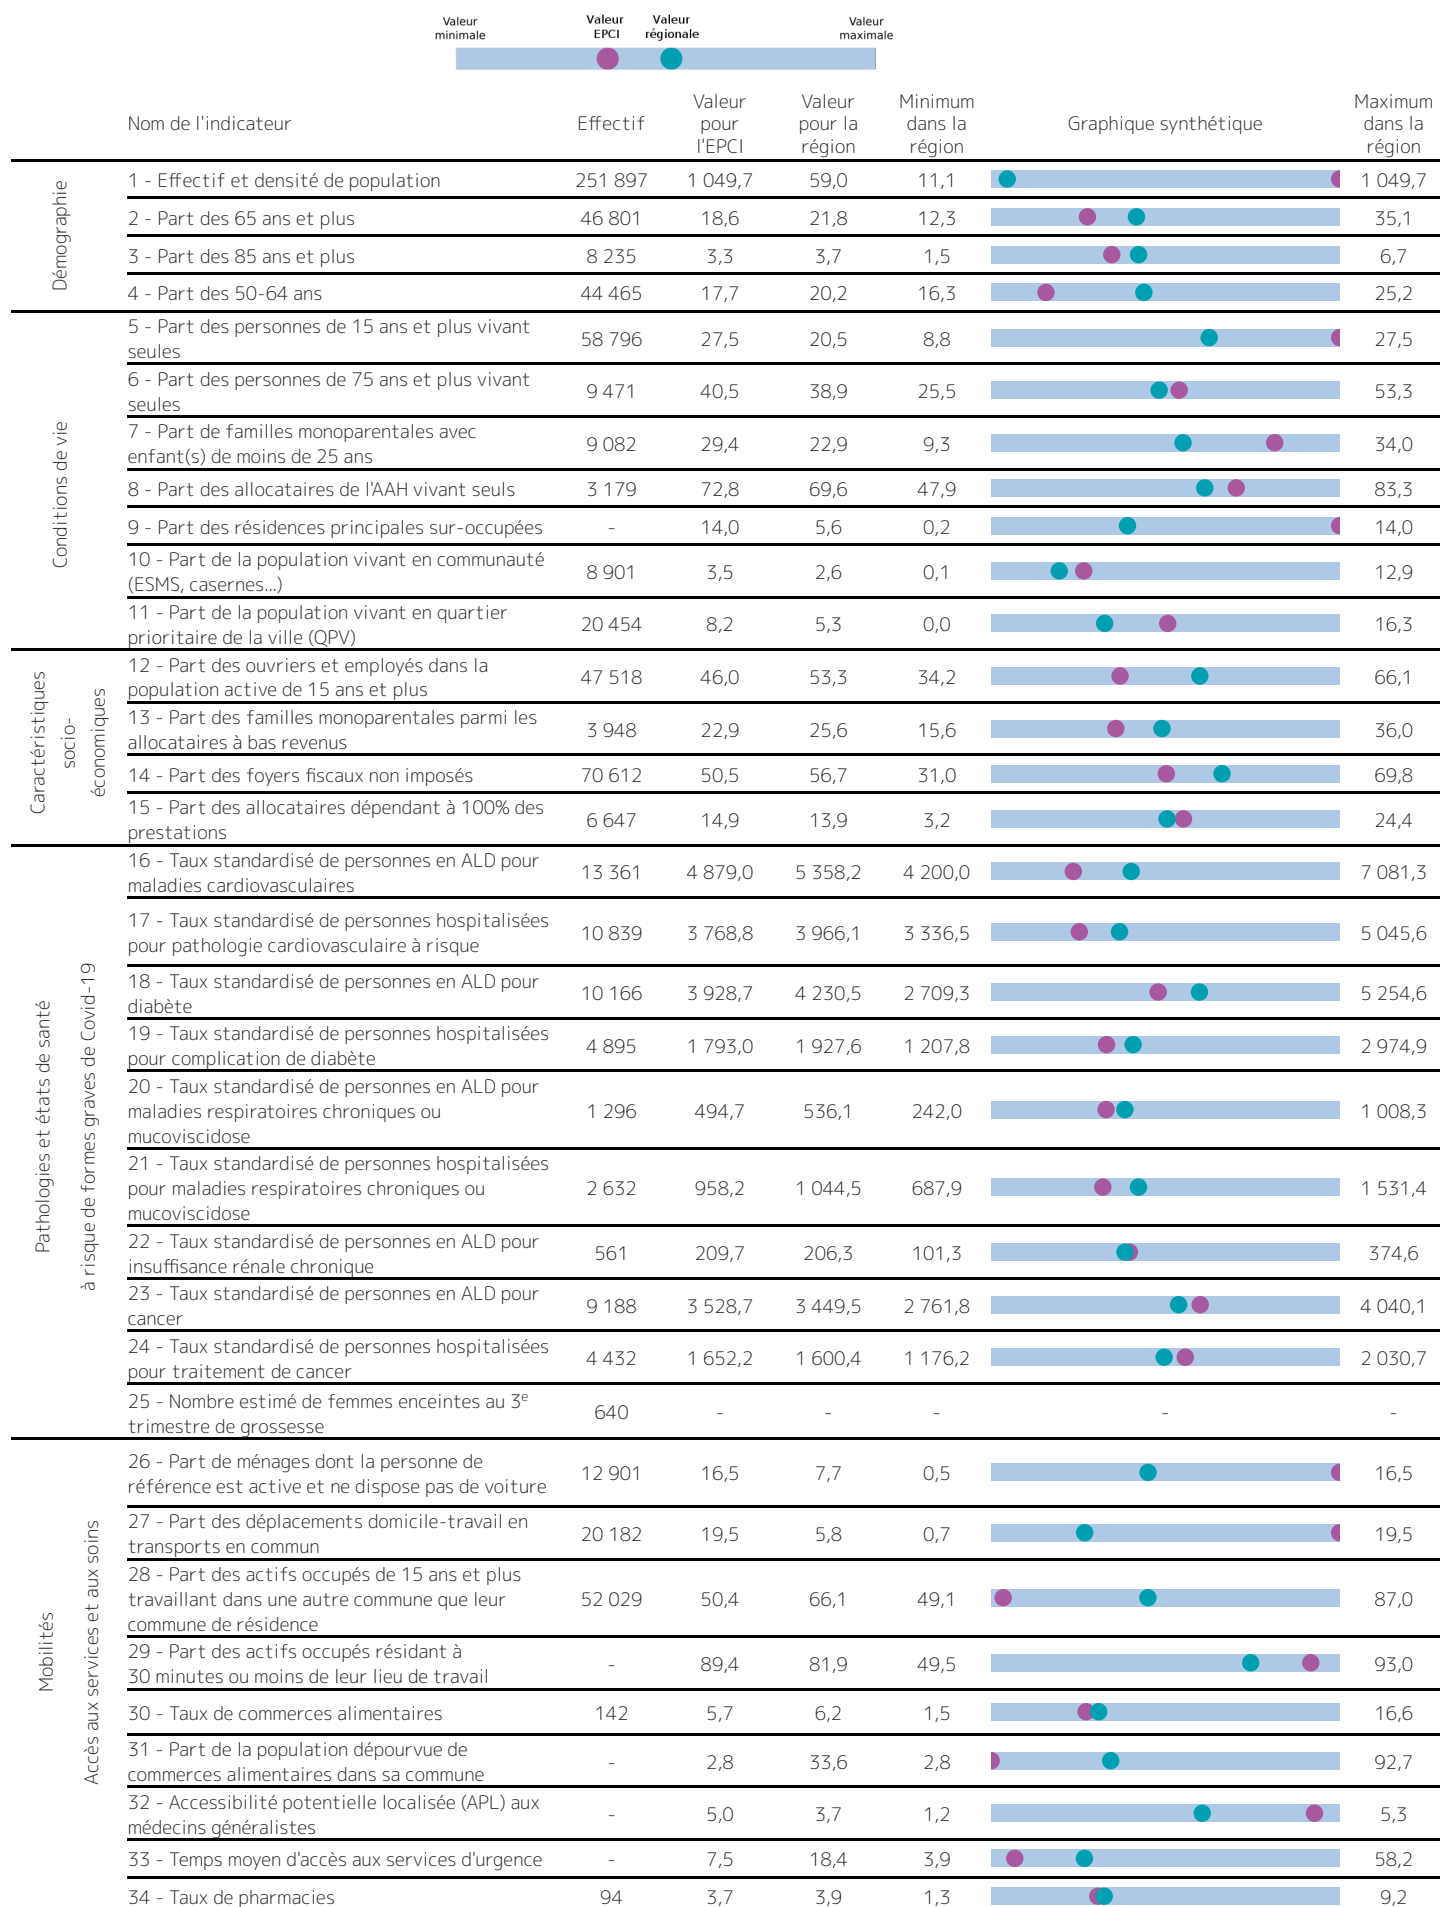 Valeur minimale
Valeur EPCI
Valeur régionale
Valeur maximale
Nom de l'indicateur
Effectif
Valeur pour l'EPCI
Valeur pour la région
Minimum dans la région
Graphique synthétique
Maximum dans la région
Démographie
1 - Effectif et densité de population 251 897 1 049,7 59,0 11,1 1 049,7
2 - Part des 65 ans et plus 46 801 18,6 21,8 12,3 35,1
3 - Part des 85 ans et plus 8 235 3,3 3,7 1,5 6,7
4 - Part des 50-64 ans 44 465 17,7 20,2 16,3 25,2
Conditions de vie
5 - Part des personnes de 15 ans et plus vivant
seules 58 796 27,5 20,5 8,8 27,5
6 - Part des personnes de 75 ans et plus vivant
seules 9 471 40,5 38,9 25,5 53,3
7 - Part de familles monoparentales avec
enfant(s) de moins de 25 ans 9 082 29,4 22,9 9,3 34,0
8 - Part des allocataires de l'AAH vivant seuls 3 179 72,8 69,6 47,9 83,3
9 - Part des résidences principales sur-occupées - 14,0 5,6 0,2 14,0
10 - Part de la population vivant en communauté
(ESMS, casernes...) 8 901 3,5 2,6 0,1 12,9
11 - Part de la population vivant en quartier
prioritaire de la ville (QPV) 20 454 8,2 5,3 0,0 16,3
Caractéristiques
socio-
économiques
12 - Part des ouvriers et employés dans la
population active de 15 ans et plus 47 518 46,0 53,3 34,2 66,1
13 - Part des familles monoparentales parmi les
allocataires à bas revenus 3 948 22,9 25,6 15,6 36,0
14 - Part des foyers fiscaux non imposés 70 612 50,5 56,7 31,0 69,8
15 - Part des allocataires dépendant à 100% des
prestations 6 647 14,9 13,9 3,2 24,4
Pathologies et états de santé
à risque de formes graves de Covid-19
16 - Taux standardisé de personnes en ALD pour
maladies cardiovasculaires 13 361 4 879,0 5 358,2 4 200,0 7 081,3
17 - Taux standardisé de personnes hospitalisées
pour pathologie cardiovasculaire à risque 10 839 3 768,8 3 966,1 3 336,5 5 045,6
18 - Taux standardisé de personnes en ALD pour
diabète 10 166 3 928,7 4 230,5 2 709,3 5 254,6
19 - Taux standardisé de personnes hospitalisées
pour complication de diabète 4 895 1 793,0 1 927,6 1 207,8 2 974,9
20 - Taux standardisé de personnes en ALD pour
maladies respiratoires chroniques ou 1 296 494,7 536,1 242,0 1 008,3
mucoviscidose
21 - Taux standardisé de personnes hospitalisées
pour maladies respiratoires chroniques ou 2 632 958,2 1 044,5 687,9 1 531,4
mucoviscidose
22 - Taux standardisé de personnes en ALD pour
insuffisance rénale chronique 561 209,7 206,3 101,3 374,6
23 - Taux standardisé de personnes en ALD pour
cancer 9 188 3 528,7 3 449,5 2 761,8 4 040,1
24 - Taux standardisé de personnes hospitalisées
pour traitement de cancer 4 432 1 652,2 1 600,4 1 176,2 2 030,7
25 - Nombre estimé de femmes enceintes au 3e
trimestre de grossesse 640 - - - - -
Mobilités
Accès aux services et aux soins
26 - Part de ménages dont la personne de
référence est active et ne dispose pas de voiture 12 901 16,5 7,7 0,5 16,5
27 - Part des déplacements domicile-travail en
transports en commun 20 182 19,5 5,8 0,7 19,5
28 - Part des actifs occupés de 15 ans et plus
travaillant dans une autre commune que leur 52 029 50,4 66,1 49,1 87,0
commune de résidence
29 - Part des actifs occupés résidant à
30 minutes ou moins de leur lieu de travail - 89,4 81,9 49,5 93,0
30 - Taux de commerces alimentaires 142 5,7 6,2 1,5 16,6
31 - Part de la population dépourvue de
commerces alimentaires dans sa commune - 2,8 33,6 2,8 92,7
32 - Accessibilité potentielle localisée (APL) aux
médecins généralistes - 5,0 3,7 1,2 5,3
33 - Temps moyen d'accès aux services d'urgence - 7,5 18,4 3,9 58,2
34 - Taux de pharmacies 94 3,7 3,9 1,3 9,2